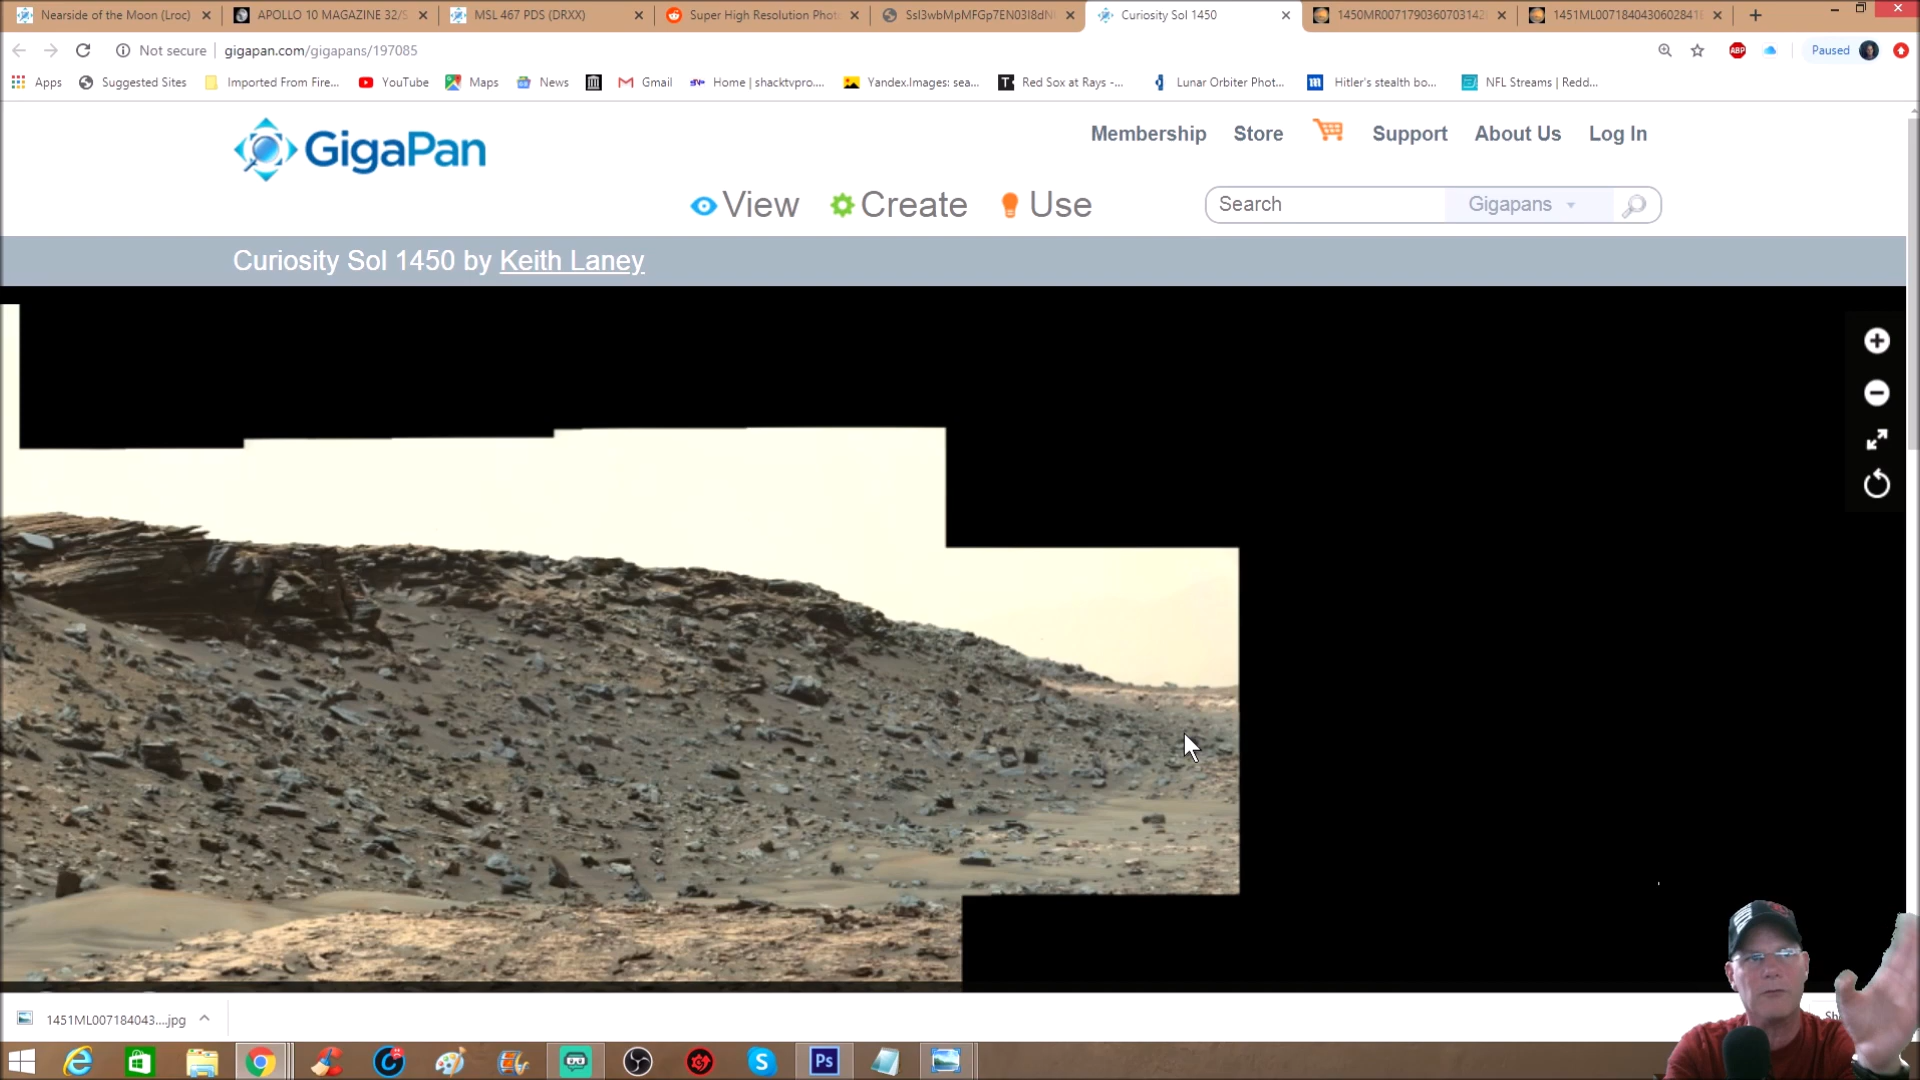 Nearside of the Moon (Lroc)
APOLLO 10 MAGAZINE 32/S
MSL 467 PDS (DRXX)
Super High Resolution Phot
Curiosity Sol 1450
Not secure
gigapan.com/gigapans/197085
Paused
Apps
Suggested Sites
Imported From Fire...
YouTube
Maps
News
Gmail
Home | shacktvpro....
Yandex.Images: sea...
Red Sox at Rays -...
Lunar Orbiter Phot...
Hitler's stealth bo...
NFL Streams | Redd...
ABP
GigaPan
Membership
Store
Support
About Us
Log In
View
Create
Use
Search
Gigapans
Curiosity Sol 1450 by Keith Laney
1451ML007184043....jpg
Ps